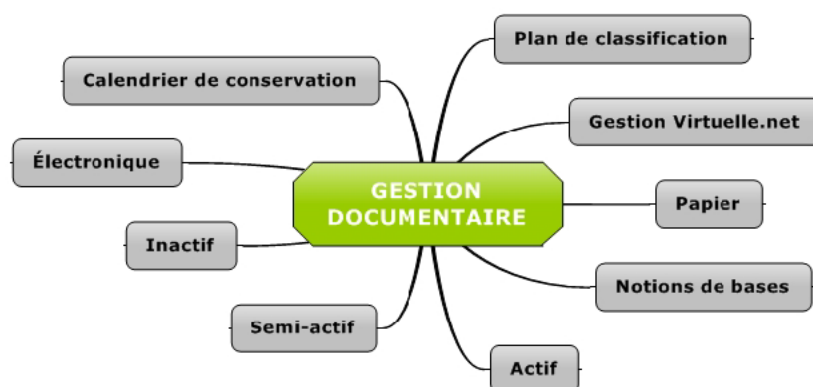 Plan de classification
Calendrier de conservation
Gestion Virtuelle.net
Électronique
GESTION
DOCUMENTAIRE
Papier
Inactif
Notions de bases
Semi-actif
Actif